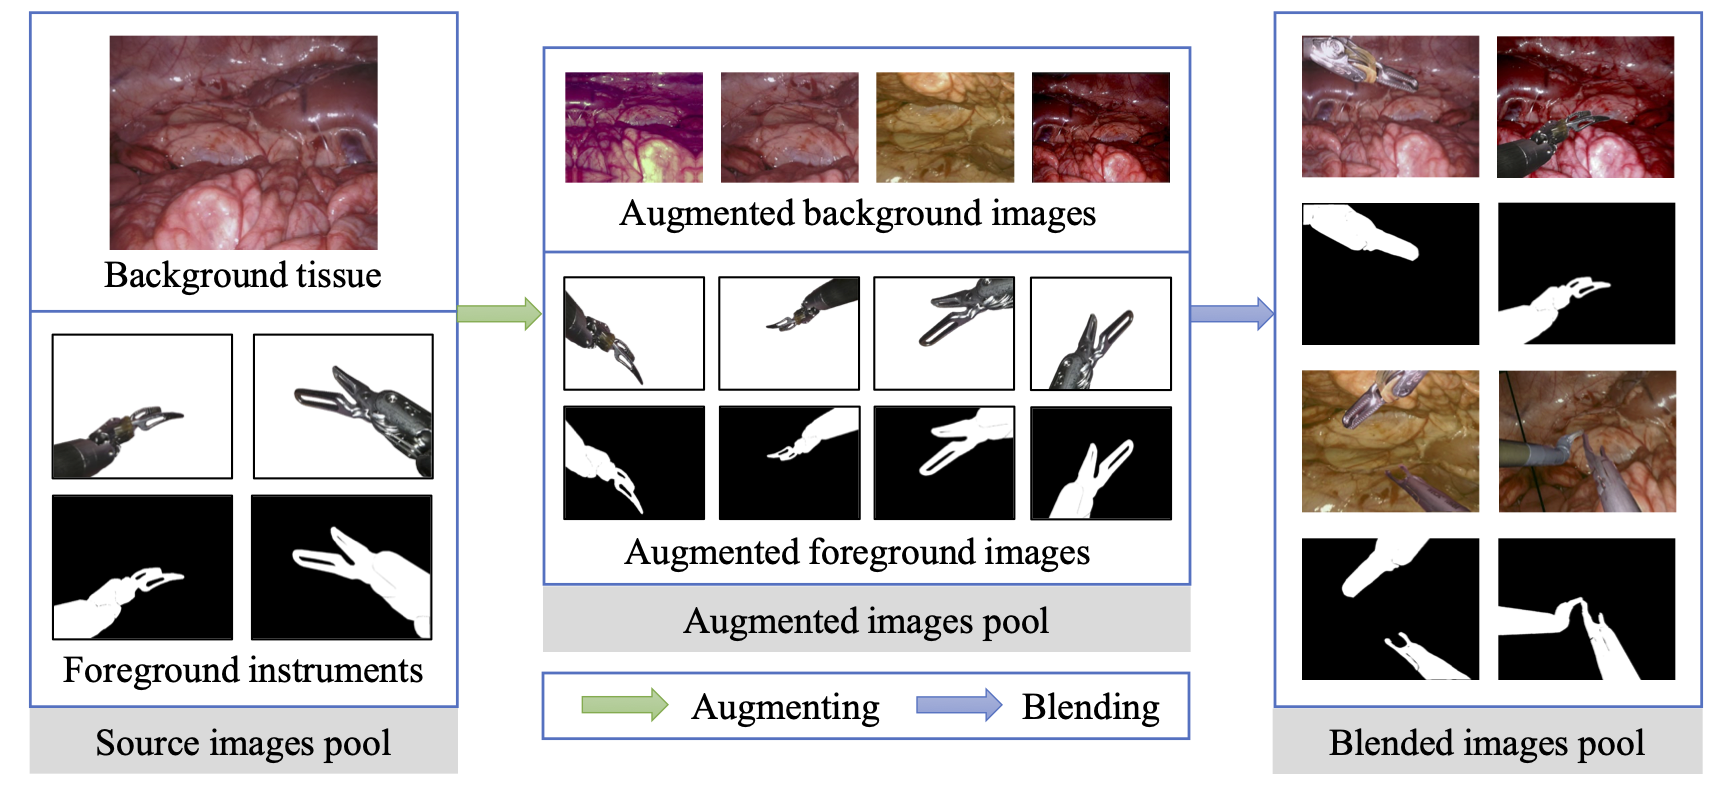 Background tissue
Foreground instruments
Source images pool
Augmented background images
Augmented foreground images
Augmented images pool
Augmenting
Blending
Blended images pool